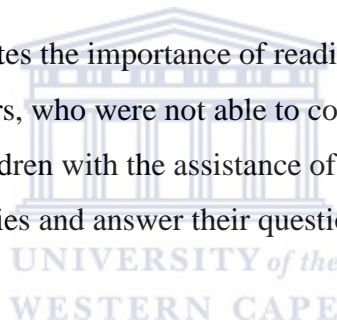 tes the importance of readi
rs, who were not able to co
dren with the assistance of
ies and answer their questio
UNIVERSITY of the
WESTERN CAPE